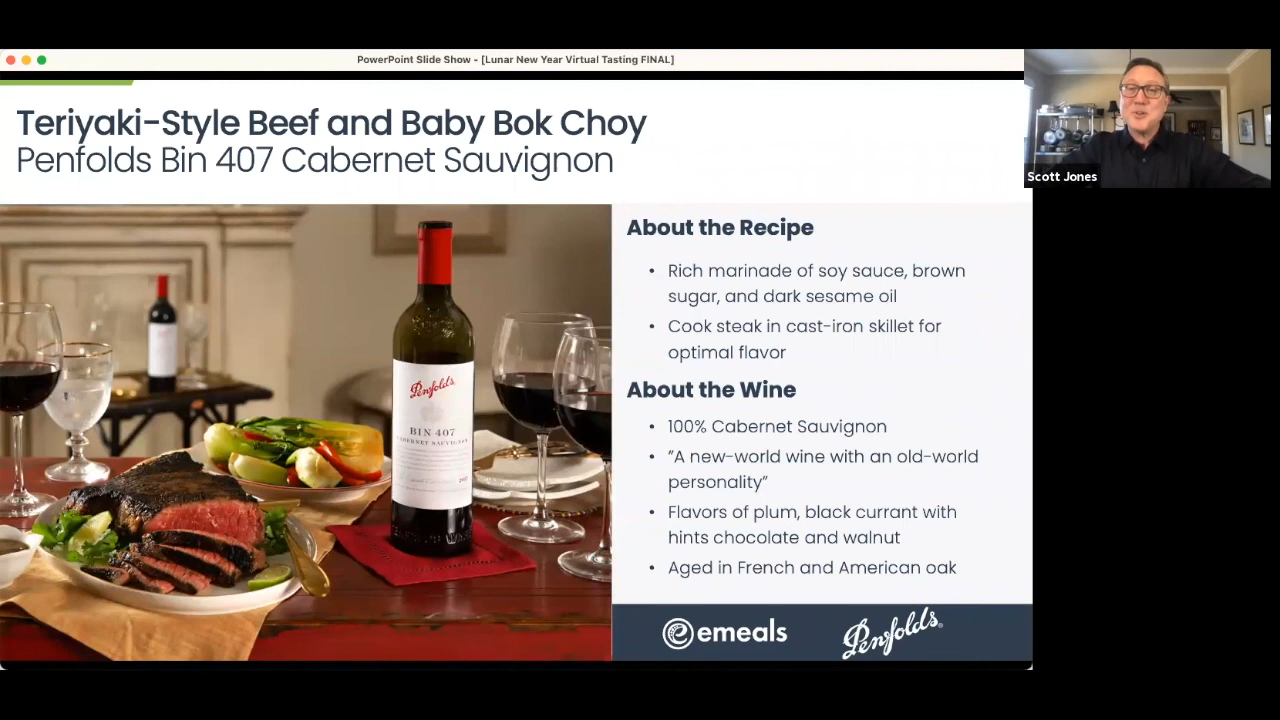 PowerPoint Slide Show - [Lunar New Year Virtual Tasting FINAL]
Teriyaki-Style Beef and Baby Bok Choy
Penfolds Bin 407 Cabernet Sauvignon
Scott Jones
Penfolds
BIN 407
CABERNET SAUVIGNON
About the Recipe
• Rich marinade of soy sauce, brown
sugar, and dark sesame oil
• Cook steak in cast-iron skillet for
optimal flavor
About the Wine
• 100% Cabernet Sauvignon
• ”A new-world wine with an old-world
personality”
• Flavors of plum, black currant with
hints chocolate and walnut
• Aged in French and American oak
emeals
Penfolds®